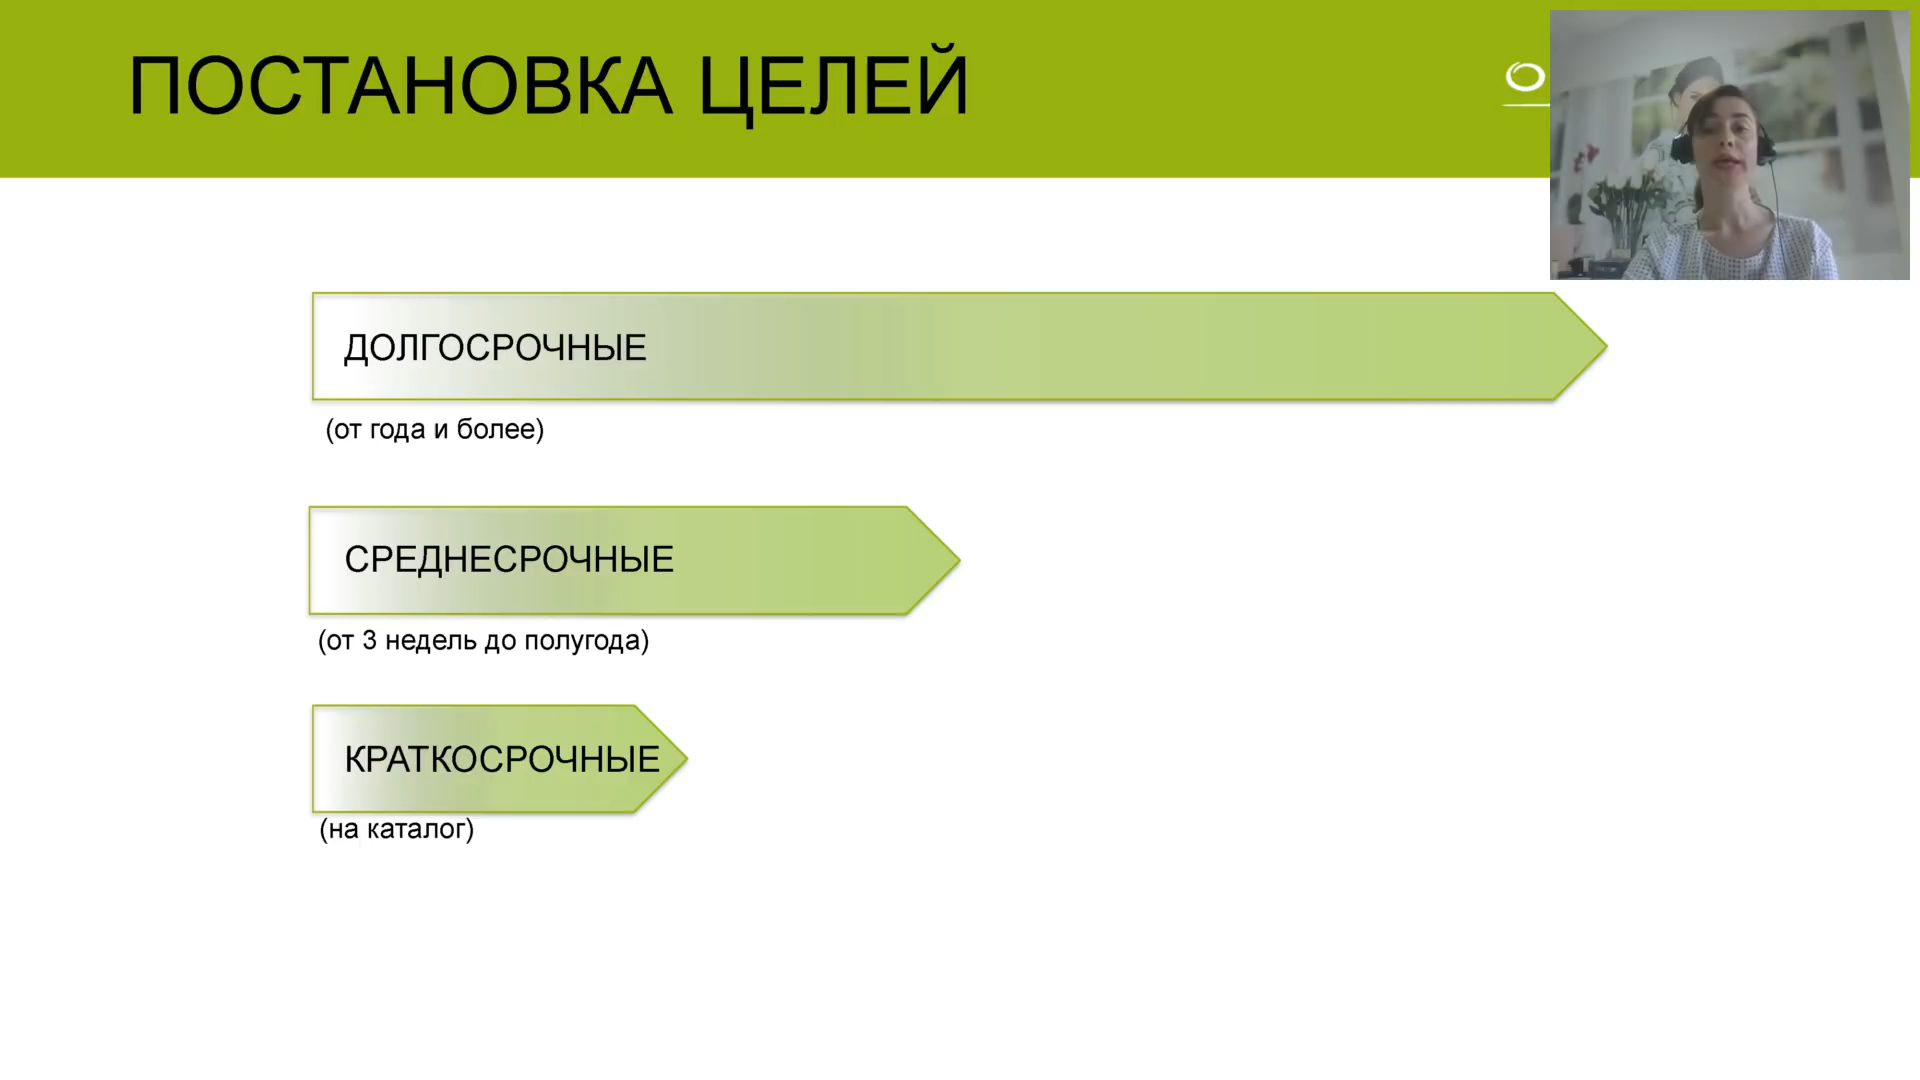 ПОСТАНОВКА ЦЕЛЕЙ
ДОЛГОСРОЧНЫЕ
(от года и более)
СРЕДНЕСРОЧНЫЕ
(от 3 недель до полугода)
КРАТКОСРОЧНЫЕ
(на каталог)